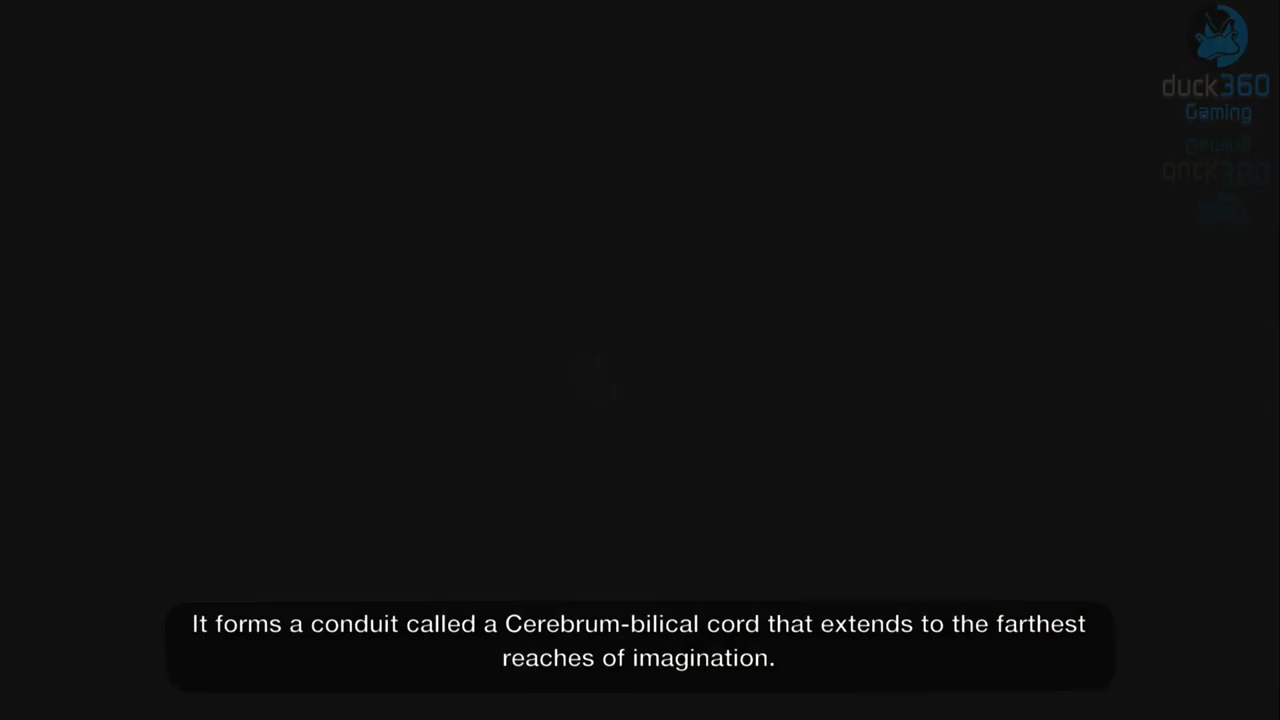 duck360
Gaming
It forms a conduit called a Cerebrum-bilical cord that extends to the farthest
reaches of imagination.